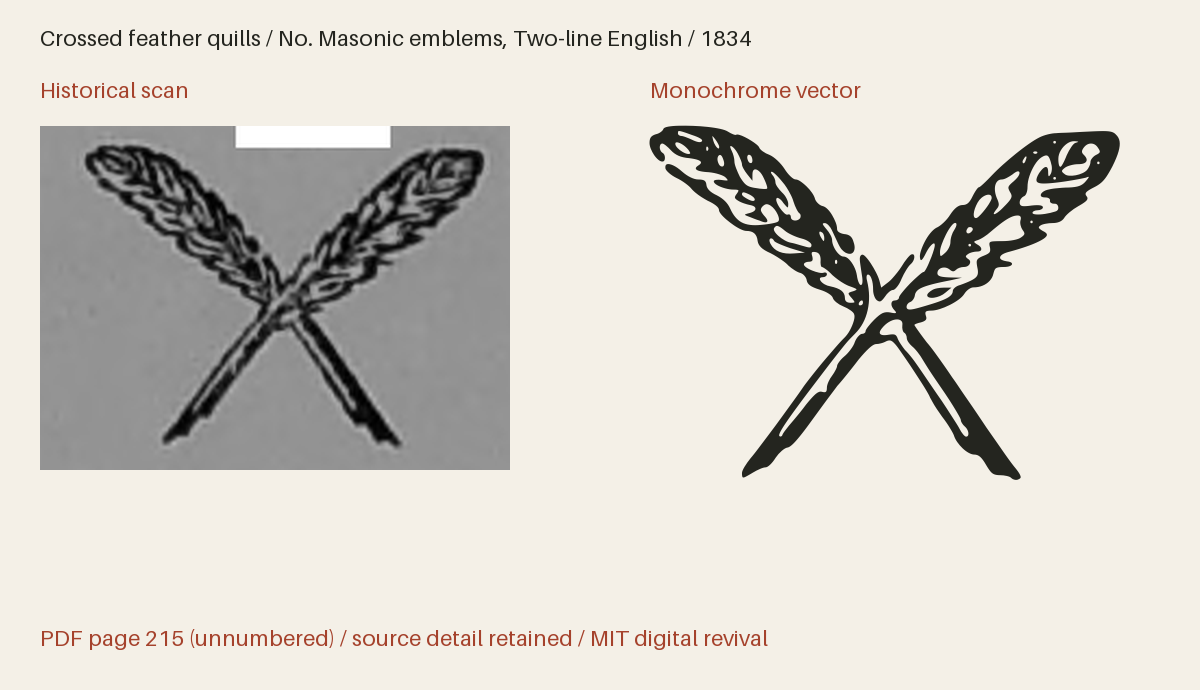 Crossed feather quills / No. Masonic emblems, Two-line English / 1834
Historical scan
Monochrome vector
PDF page 215 (unnumbered) / source detail retained / MIT digital revival